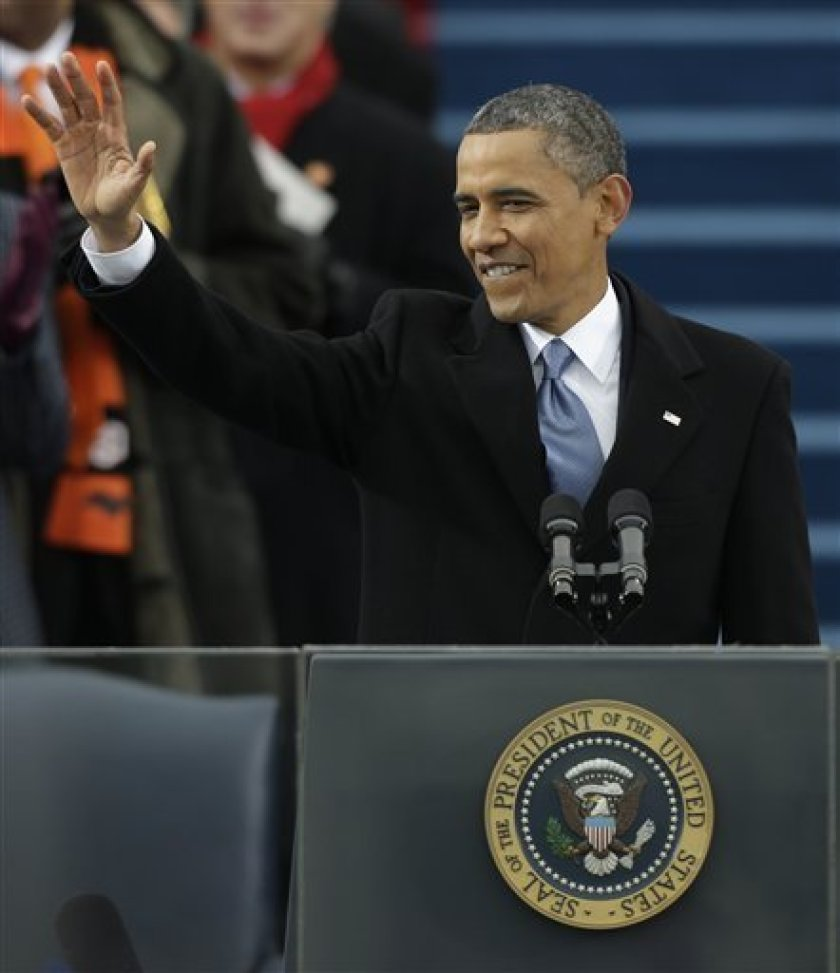 SEAL OF THE PRESIDENT OF THE UNITED STATES